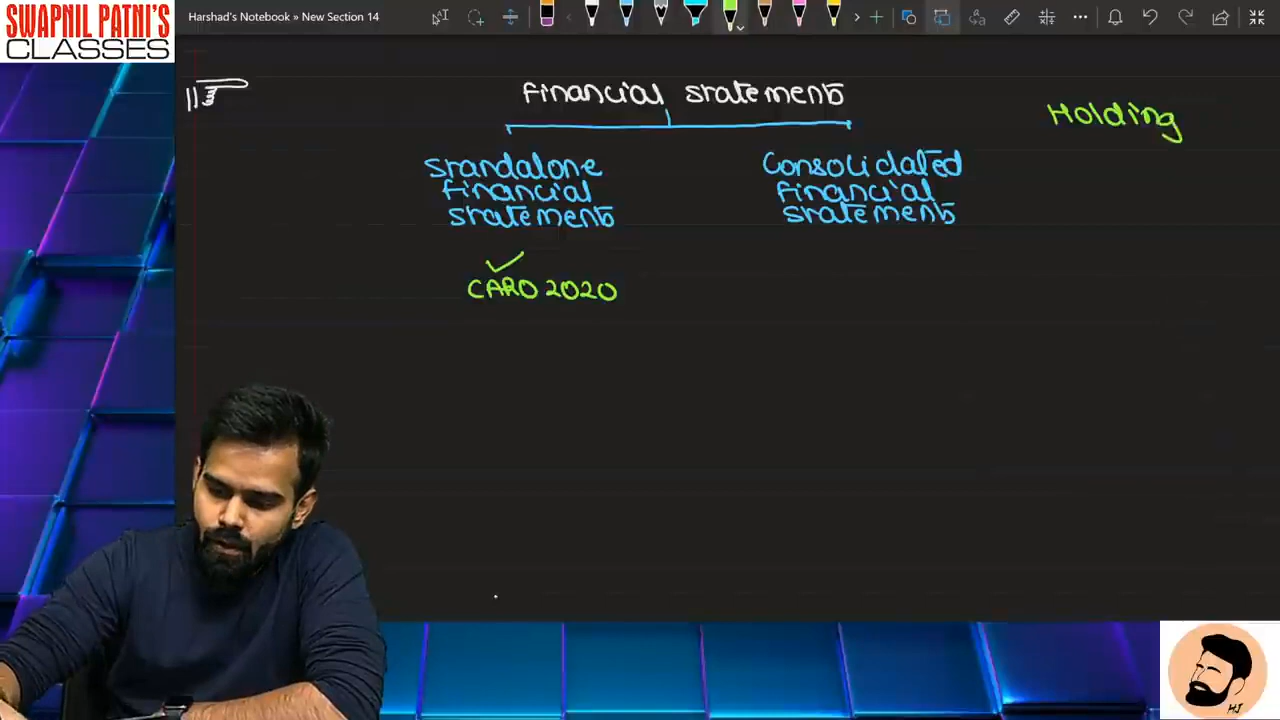 SWAPNIL PATNI'S
CLASSES
Harshad's Notebook » New Section 14
Financial statements
Holding
Standalone
financial
statements
Consolidated
financial
statements
CARO 2020
HJ